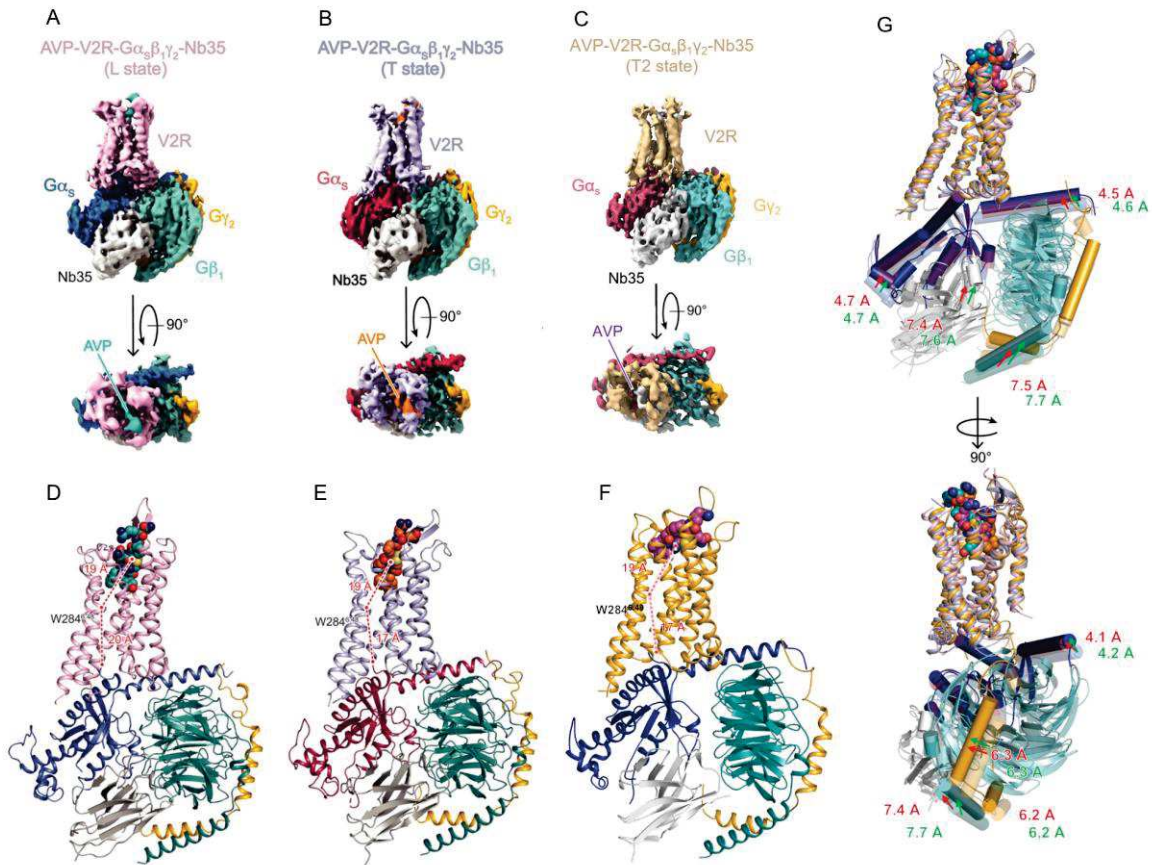 A
AVP-V2R-Gαsβ1γ2-Nb35
(L state)
V2R
Gαs
Nb35
90°
AVP
B
AVP-V2R-Gαsβ1γ2-Nb35
(T state)
V2R
Gαs
Gγ2
Gβ1
Nb35
90°
AVP
C
AVP-V2R-Gαsβ1γ2-Nb35
(T2 state)
V2R
Gαs
Gγ2
Gβ1
Nb35
90°
AVP
D
19 Å
W284
20 Å
E
19 Å
W284
17 Å
F
19 Å
W284
17 Å
G
4.5 A
4.6 A
4.7 A
4.7 A
7.4 A
7.6 A
7.5 A
7.7 A
90°
4.1 A
4.2 A
6.3 A
6.3 A
7.4 A
7.7 A
6.2 A
6.2 A